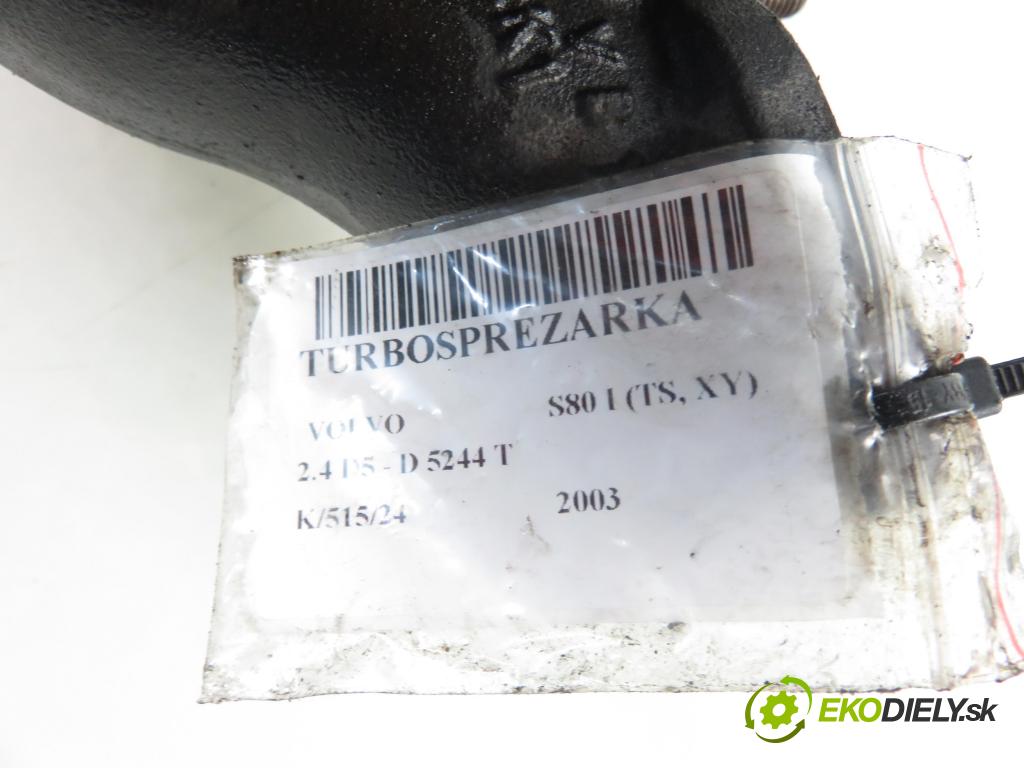 TURBOSPREZARKA
VOLVO S80 I (TS, XY)
2.4 D5 - D 5244 T
K/515/24 2003
EKODIELY.sk